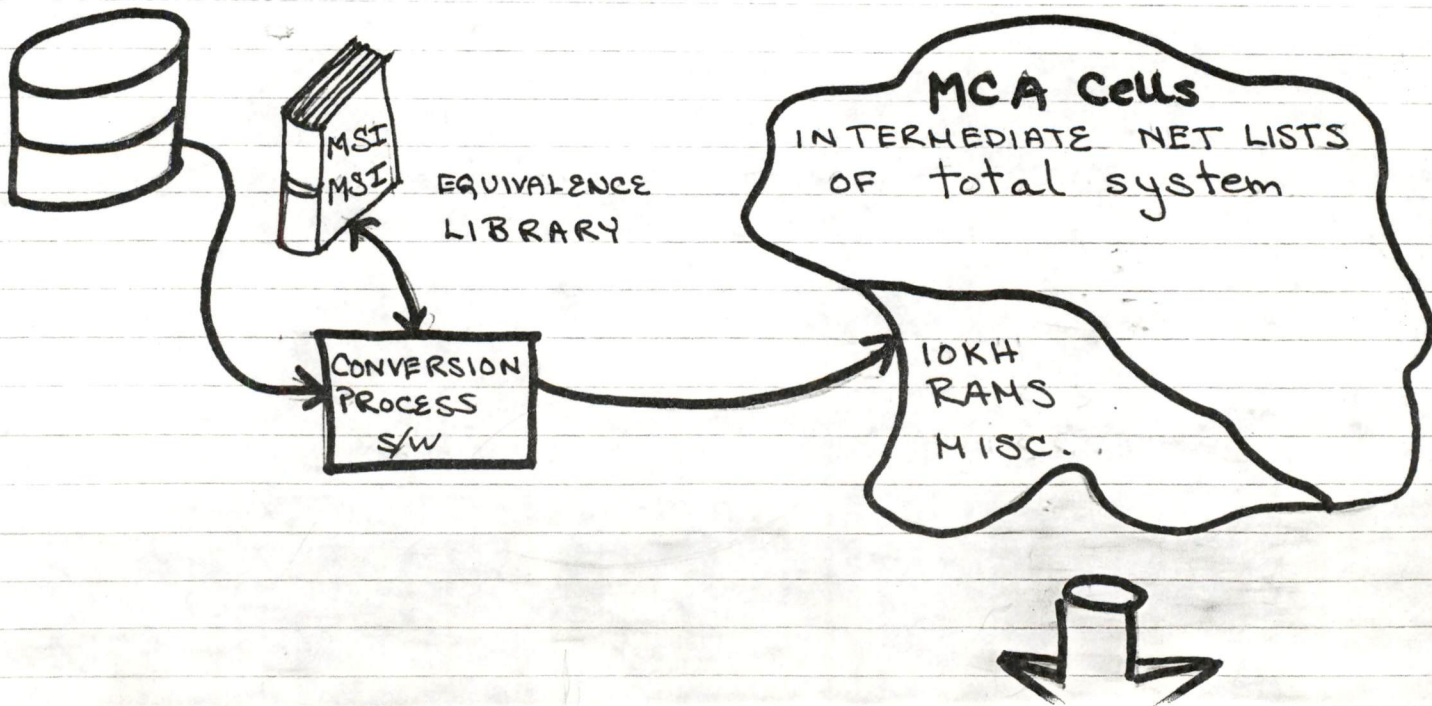 MSI
MSI
EQUIVALENCE
LIBRARY
CONVERSION
PROCESS
S/W
MCA Cells
INTERMEDIATE NET LISTS
OF total system
10KH
RAMS
MISC.